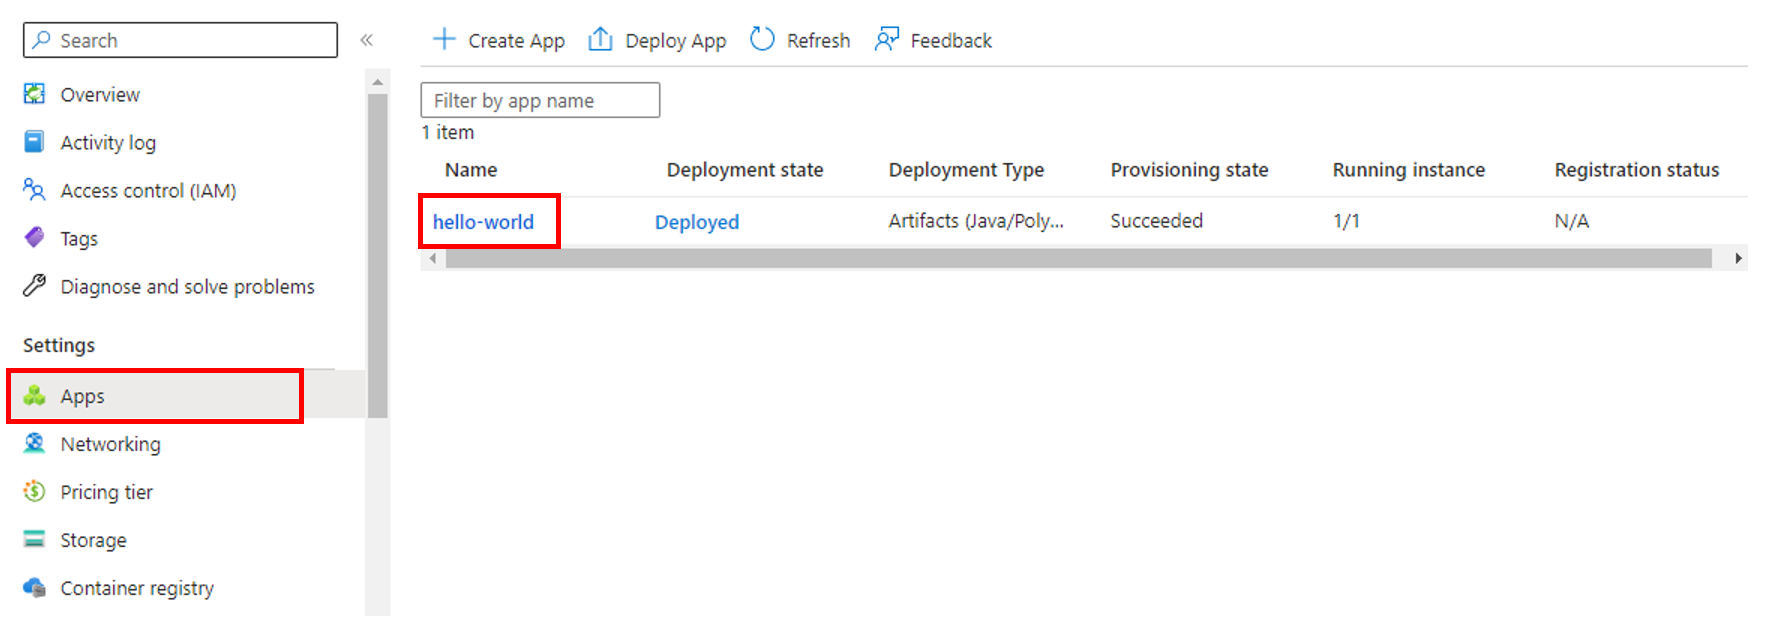 Search
«
Overview
Activity log
Access control (IAM)
Tags
Diagnose and solve problems
Settings
Apps
Networking
Pricing tier
Storage
Container registry
Create App Deploy App Refresh Feedback
Filter by app name
1 item
Name Deployment state Deployment Type Provisioning state Running instance Registration status
hello-world Deployed Artifacts (Java/Poly... Succeeded 1/1 N/A